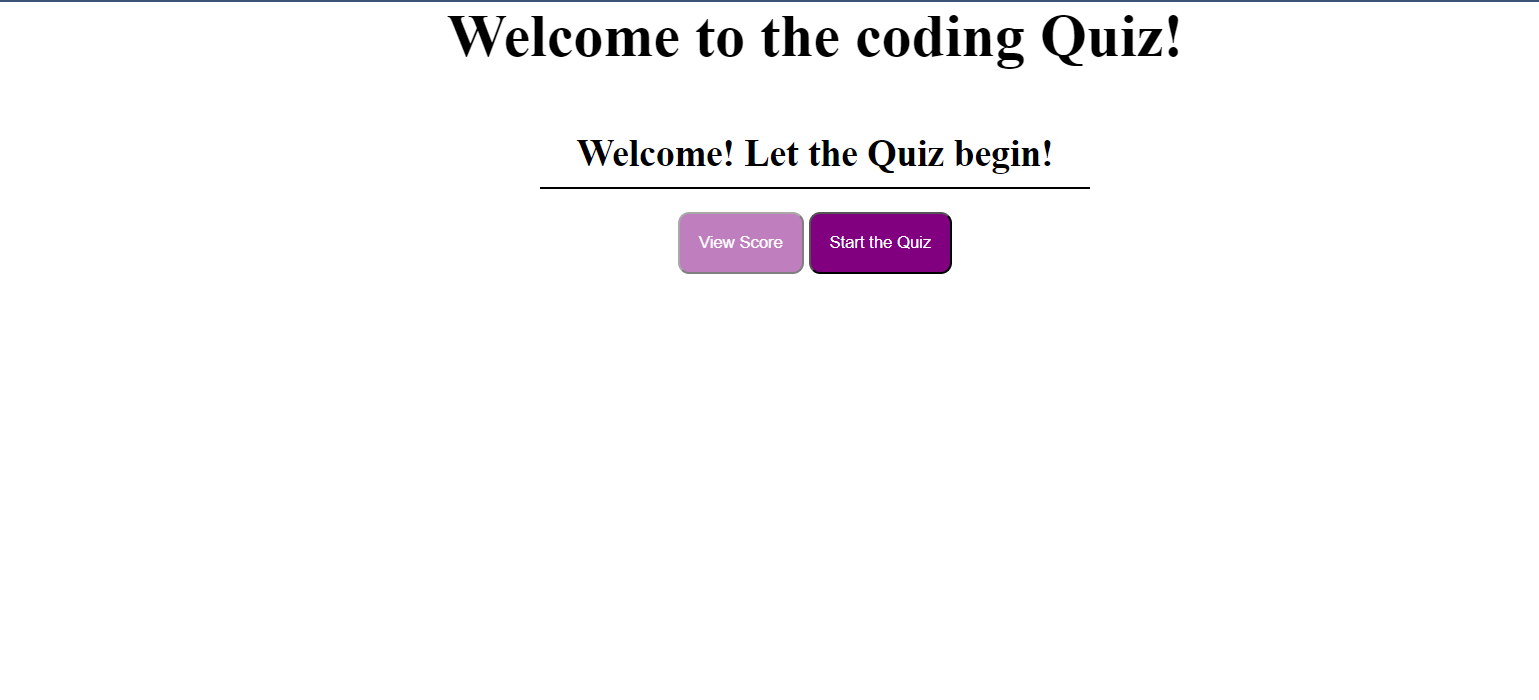 Welcome to the coding Quiz!
Welcome! Let the Quiz begin!
View Score Start the Quiz